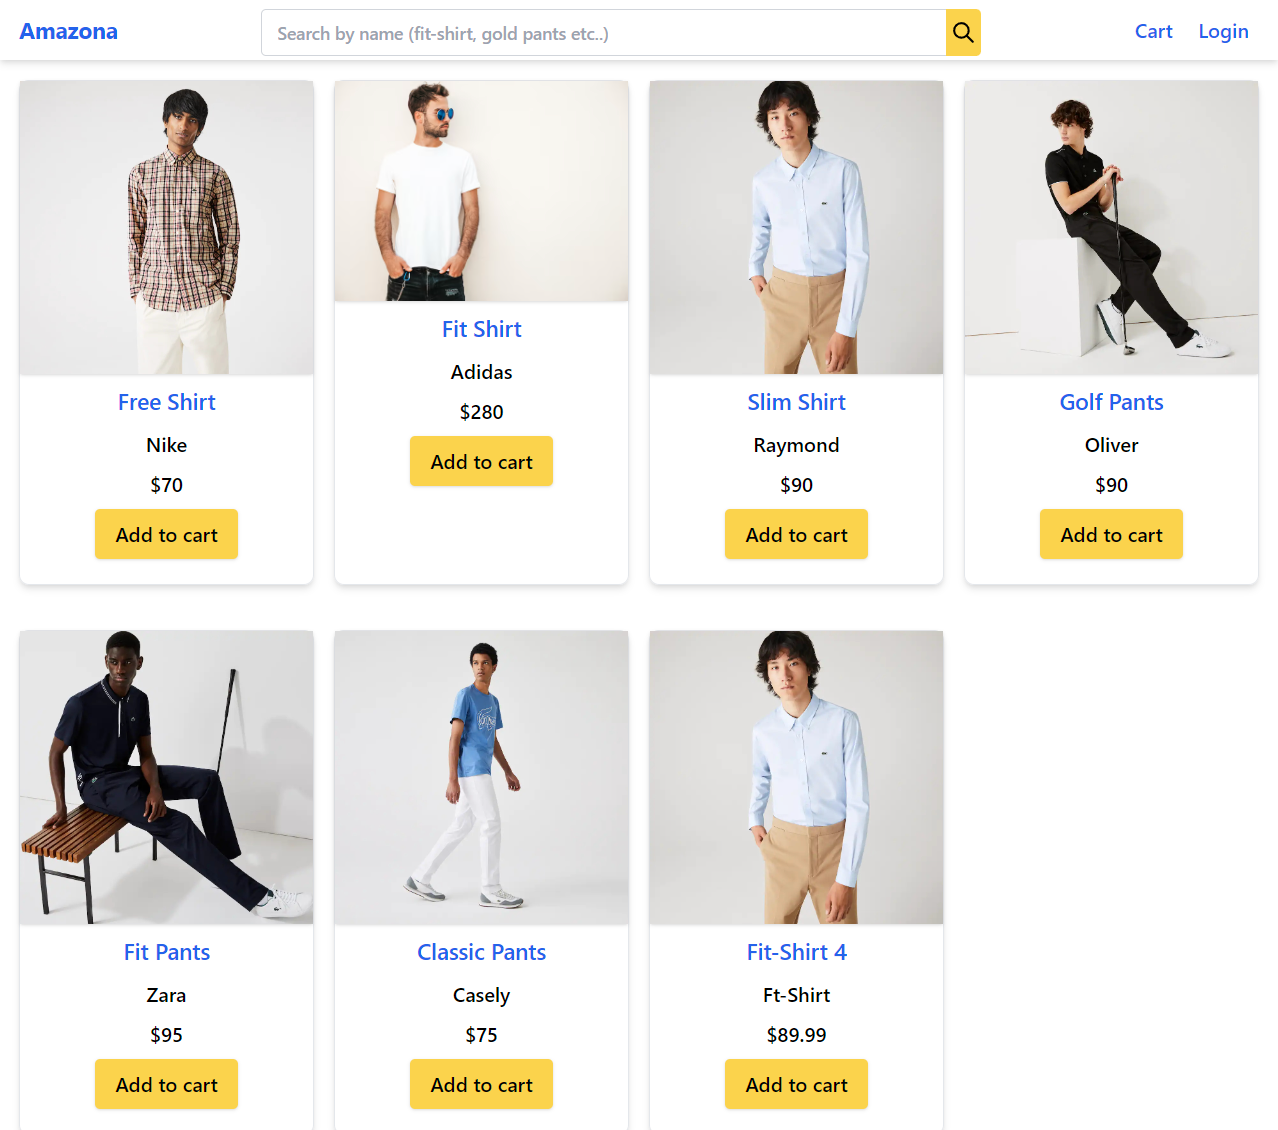 Amazona
Search by name (fit-shirt, gold pants etc..)
Cart Login
Free Shirt
Nike
$70
Add to cart
Fit Shirt
Adidas
$280
Add to cart
Slim Shirt
Raymond
$90
Add to cart
Golf Pants
Oliver
$90
Add to cart
Fit Pants
Zara
$95
Add to cart
Classic Pants
Casely
$75
Add to cart
Fit-Shirt 4
Ft-Shirt
$89.99
Add to cart